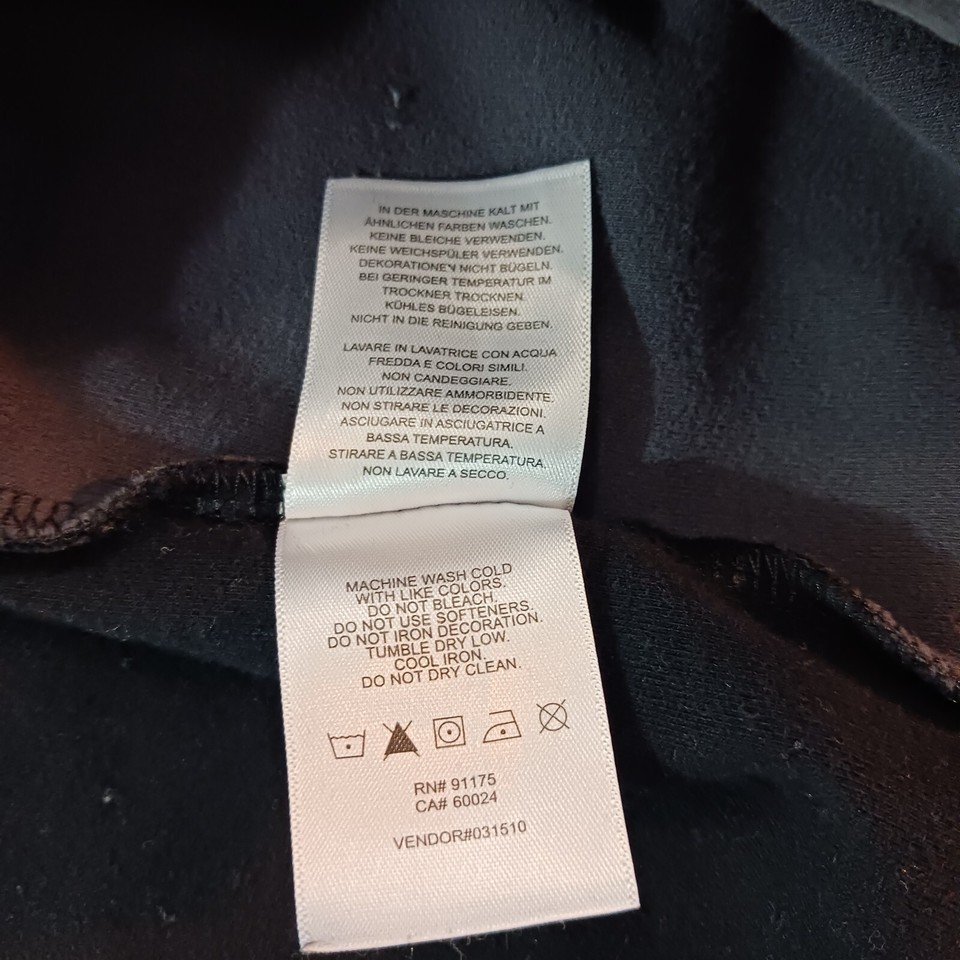 IN DER MASCHINE KALT MIT
ÄHNLICHEN FARBEN WASCHEN.
KEINE BLEICHE VERWENDEN.
KEINE WEICHSPÜLER VERWENDEN.
DEKORATIONEN NICHT BÜGELN.
BEI GERINGER TEMPERATUR IM
TROCKNER TROCKNEN.
KÜHLES BÜGELEISEN.
NICHT IN DIE REINIGUNG GEBEN.
LAVARE IN LAVATRICE CON ACQUA
FREDDA E COLORI SIMILI.
NON CANDEGGIARE.
NON UTILIZZARE AMMORBIDENTE.
NON STIRARE LE DECORAZIONI.
ASCIUGARE IN ASCIUGATRICE A
BASSA TEMPERATURA.
STIRARE A BASSA TEMPERATURA.
NON LAVARE A SECCO.
MACHINE WASH COLD
WITH LIKE COLORS.
DO NOT BLEACH.
DO NOT USE SOFTENERS.
DO NOT IRON DECORATION.
TUMBLE DRY LOW.
COOL IRON.
DO NOT DRY CLEAN.
RN# 91175
CA# 60024
VENDOR#031510